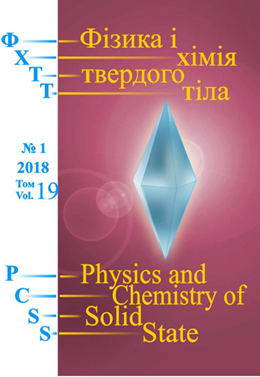 Ф Фізика і
Х хімія
Т твердого
Т тіла
№ 1
2018
Том
Vol. 19
P Physics and
C Chemistry of
S Solid
S State